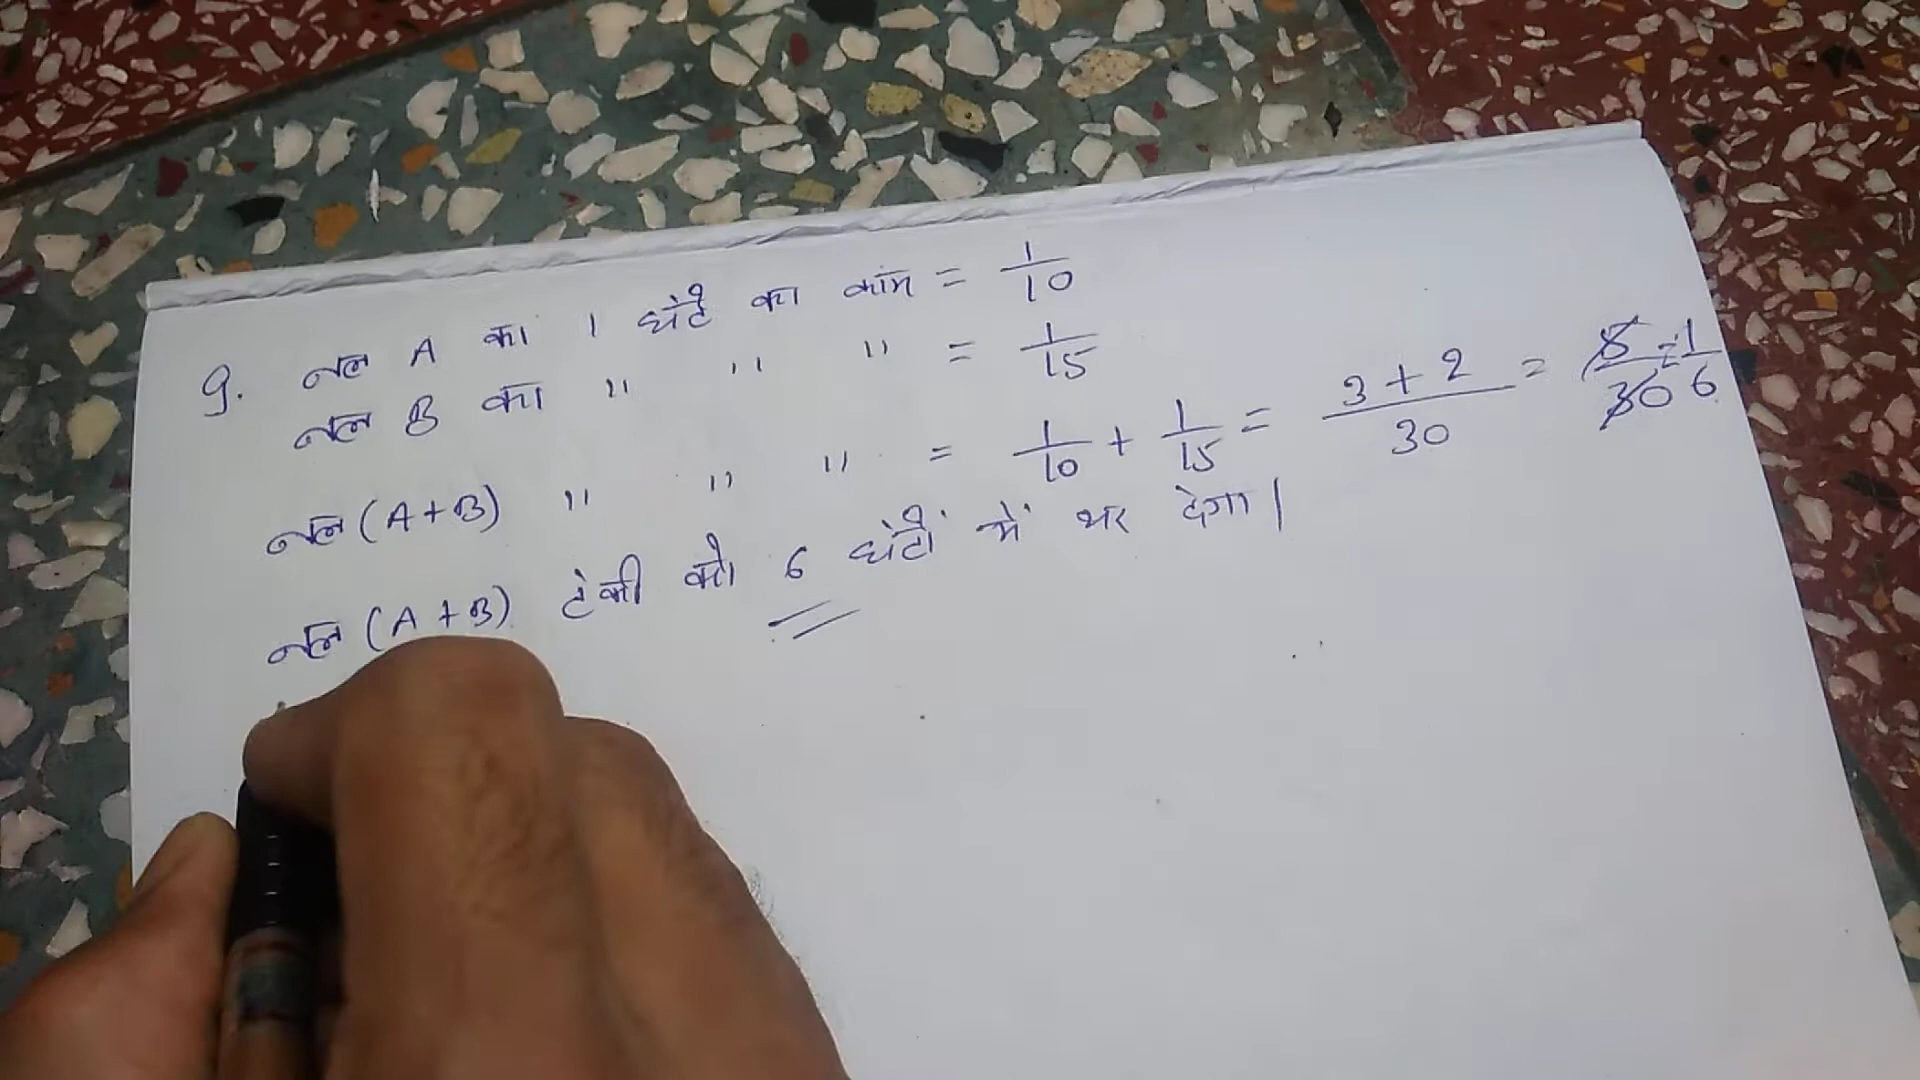 9. नल A का 1 घंटे का काम = 1/10
नल B का " " " = 1/15
नल (A+B) " " " = 1/10 + 1/15 = 3+2/30 = 5/30 = 1/6
नल (A+B) टंकी को 6 घंटों में भर देगा।